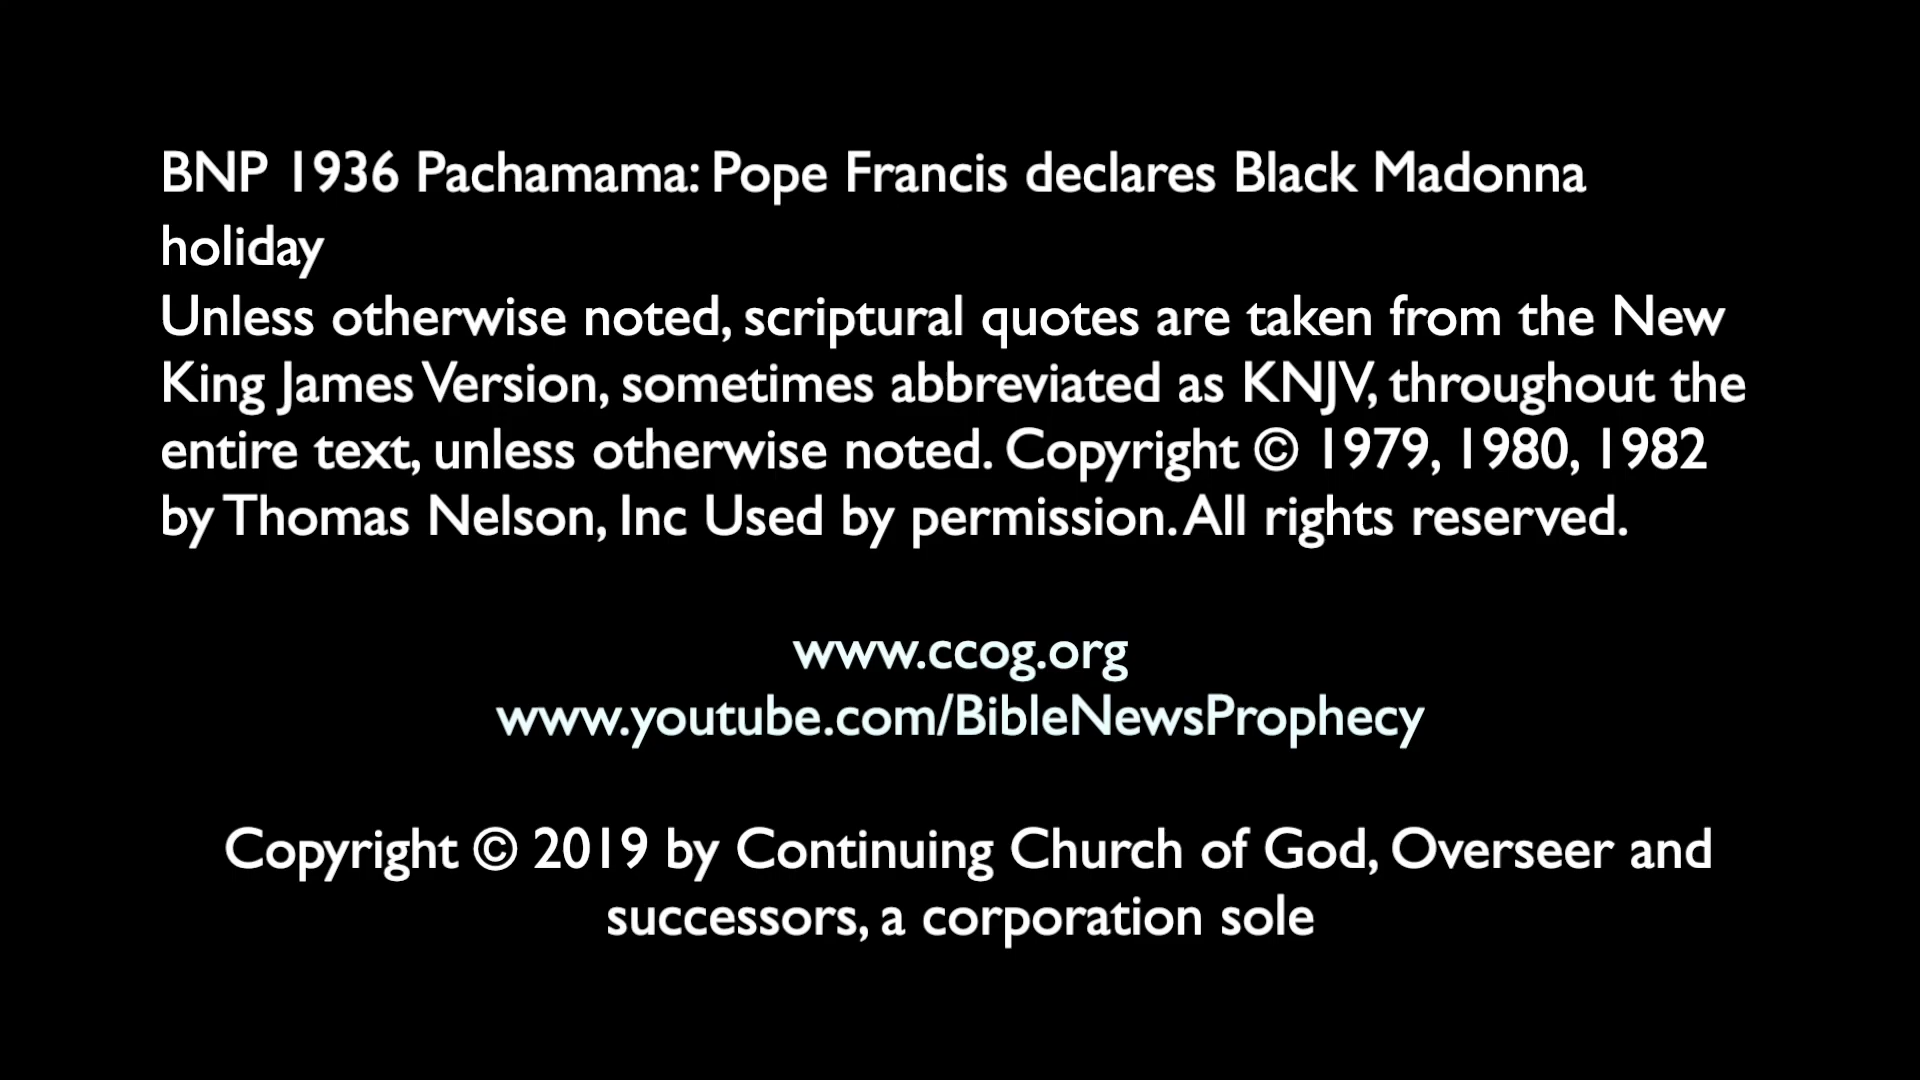 BNP 1936 Pachamama: Pope Francis declares Black Madonna
holiday
Unless otherwise noted, scriptural quotes are taken from the New
King James Version, sometimes abbreviated as KNJV, throughout the
entire text, unless otherwise noted. Copyright © 1979, 1980, 1982
by Thomas Nelson, Inc Used by permission. All rights reserved.
www.ccog.org
www.youtube.com/BibleNewsProphecy
Copyright © 2019 by Continuing Church of God, Overseer and
successors, a corporation sole